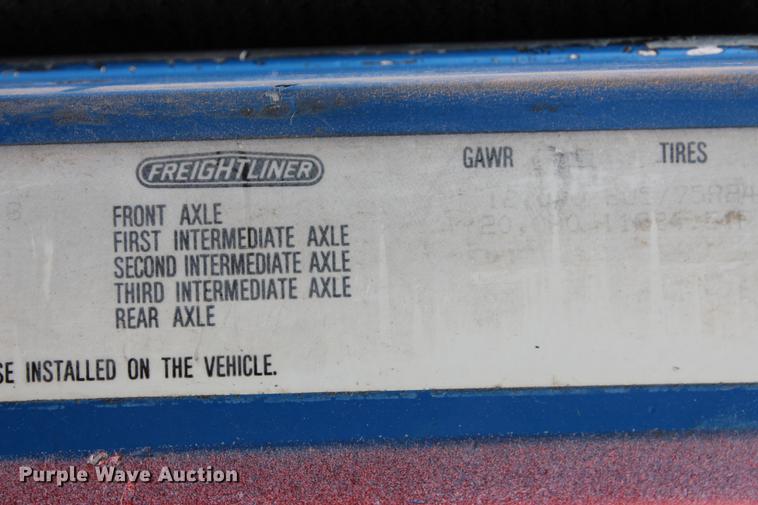 FREIGHTLINER GAWR TIRES
FRONT AXLE
FIRST INTERMEDIATE AXLE
SECOND INTERMEDIATE AXLE
THIRD INTERMEDIATE AXLE
REAR AXLE
SE INSTALLED ON THE VEHICLE.
Purple Wave Auction